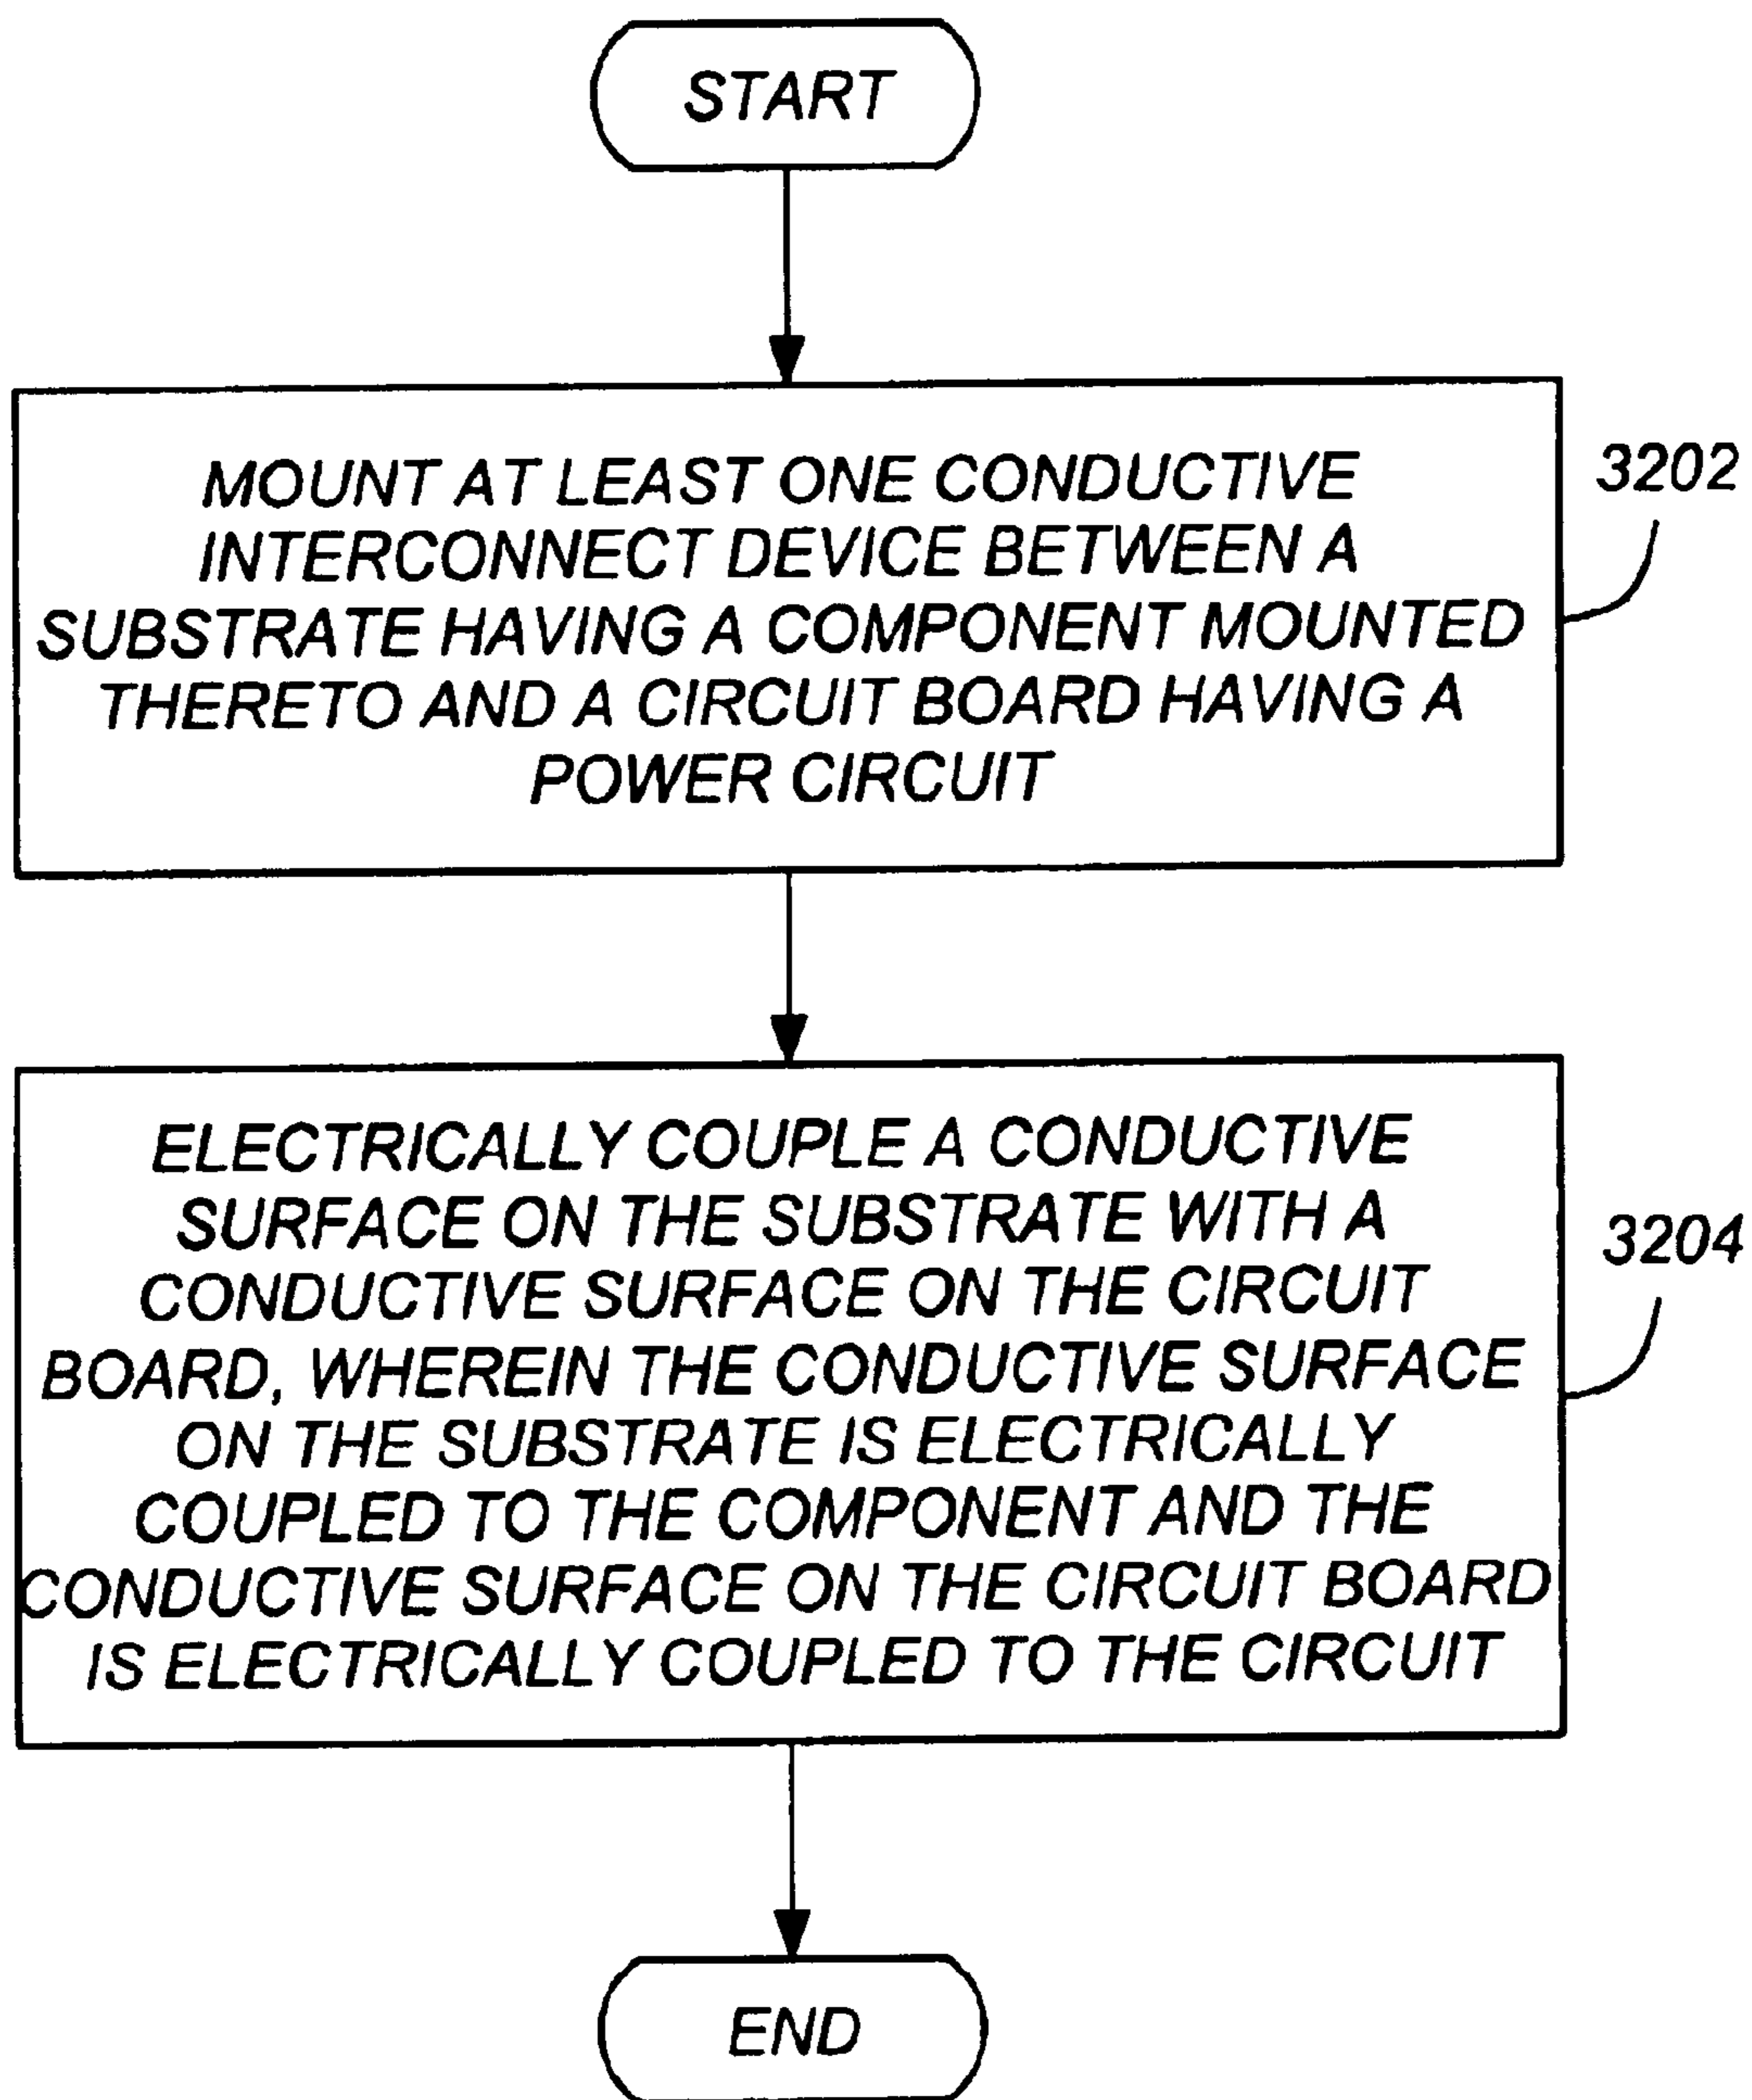 START
MOUNT AT LEAST ONE CONDUCTIVE
INTERCONNECT DEVICE BETWEEN A
SUBSTRATE HAVING A COMPONENT MOUNTED
THERETO AND A CIRCUIT BOARD HAVING A
POWER CIRCUIT
3202
ELECTRICALLY COUPLE A CONDUCTIVE
SURFACE ON THE SUBSTRATE WITH A
CONDUCTIVE SURFACE ON THE CIRCUIT
BOARD, WHEREIN THE CONDUCTIVE SURFACE
ON THE SUBSTRATE IS ELECTRICALLY
COUPLED TO THE COMPONENT AND THE
CONDUCTIVE SURFACE ON THE CIRCUIT BOARD
IS ELECTRICALLY COUPLED TO THE CIRCUIT
3204
END